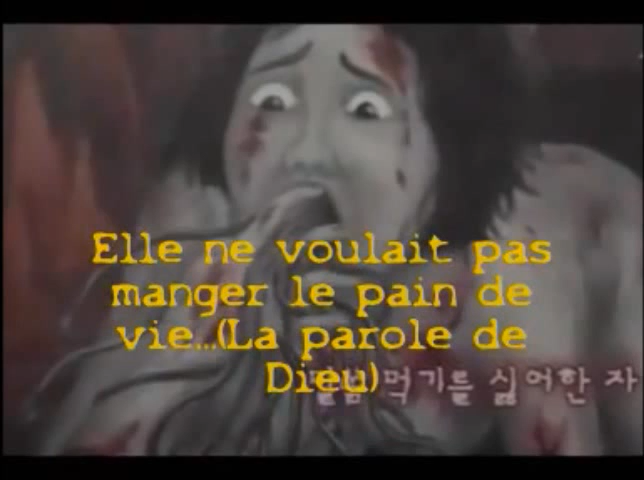 Elle ne voulait pas
manger le pain de
vie...(La parole de
Dieu)
먹기를 싫어한 자